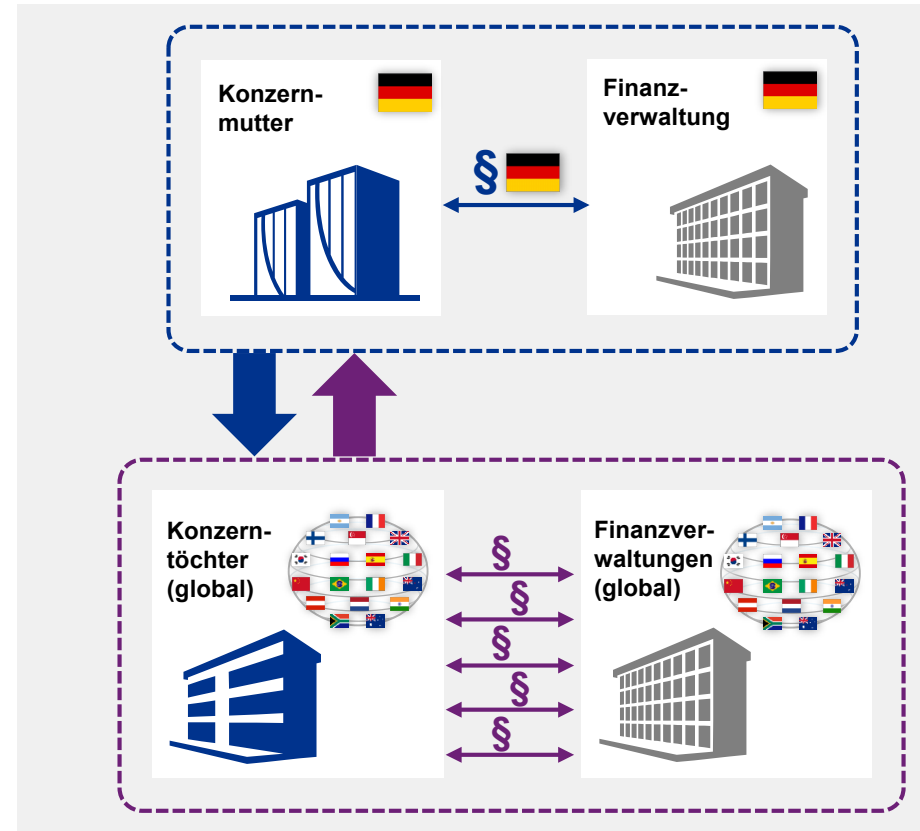 Konzern-
mutter
Finanz-
verwaltung
§
Konzern-
töchter
(global)
Finanzver-
waltungen
(global)
§
§
§
§
§